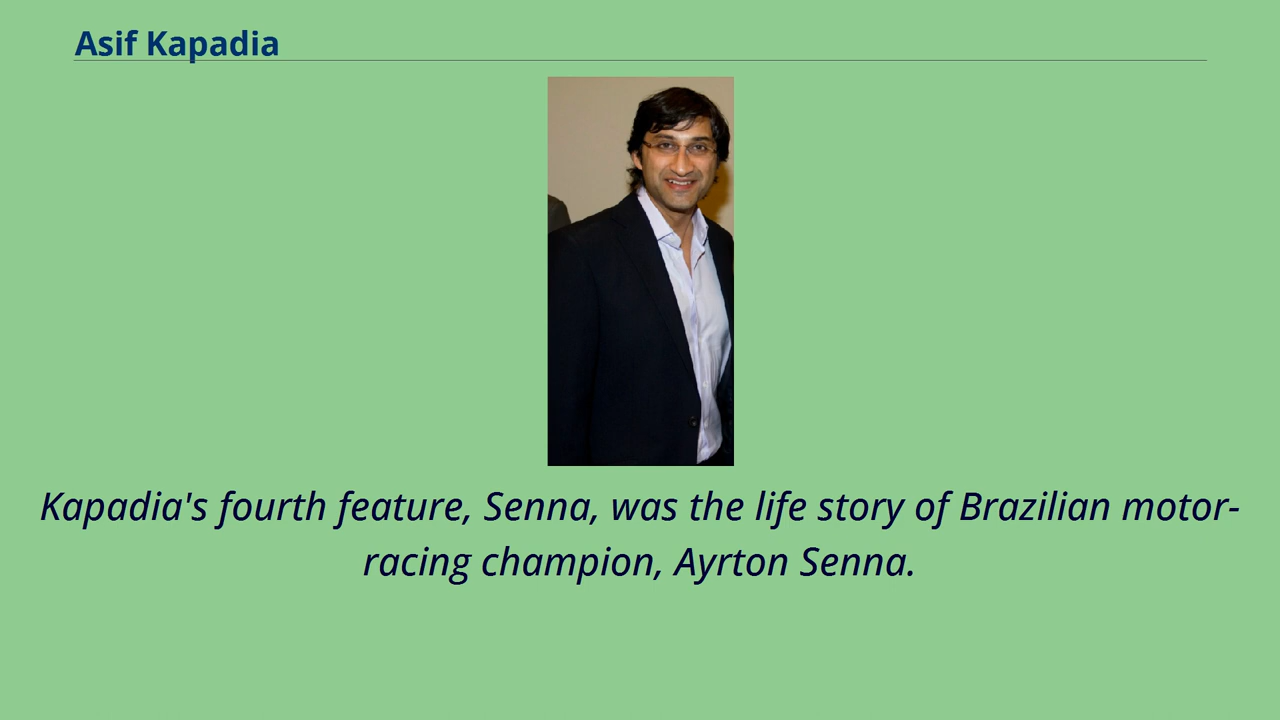 Asif Kapadia
Kapadia's fourth feature, Senna, was the life story of Brazilian motor-
racing champion, Ayrton Senna.